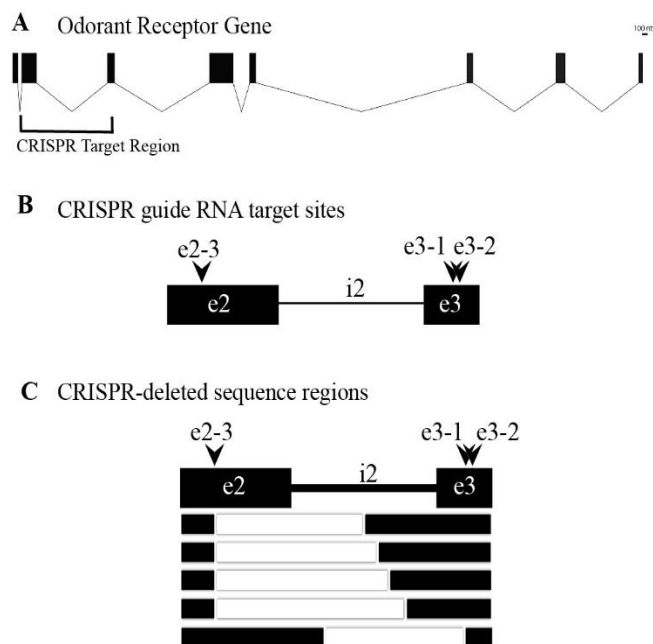 A Odorant Receptor Gene
100 nt
CRISPR Target Region
B CRISPR guide RNA target sites
e2-3 e3-1 e3-2
e2 i2 e3
C CRISPR-deleted sequence regions
e2-3 e3-1 e3-2
e2 i2 e3